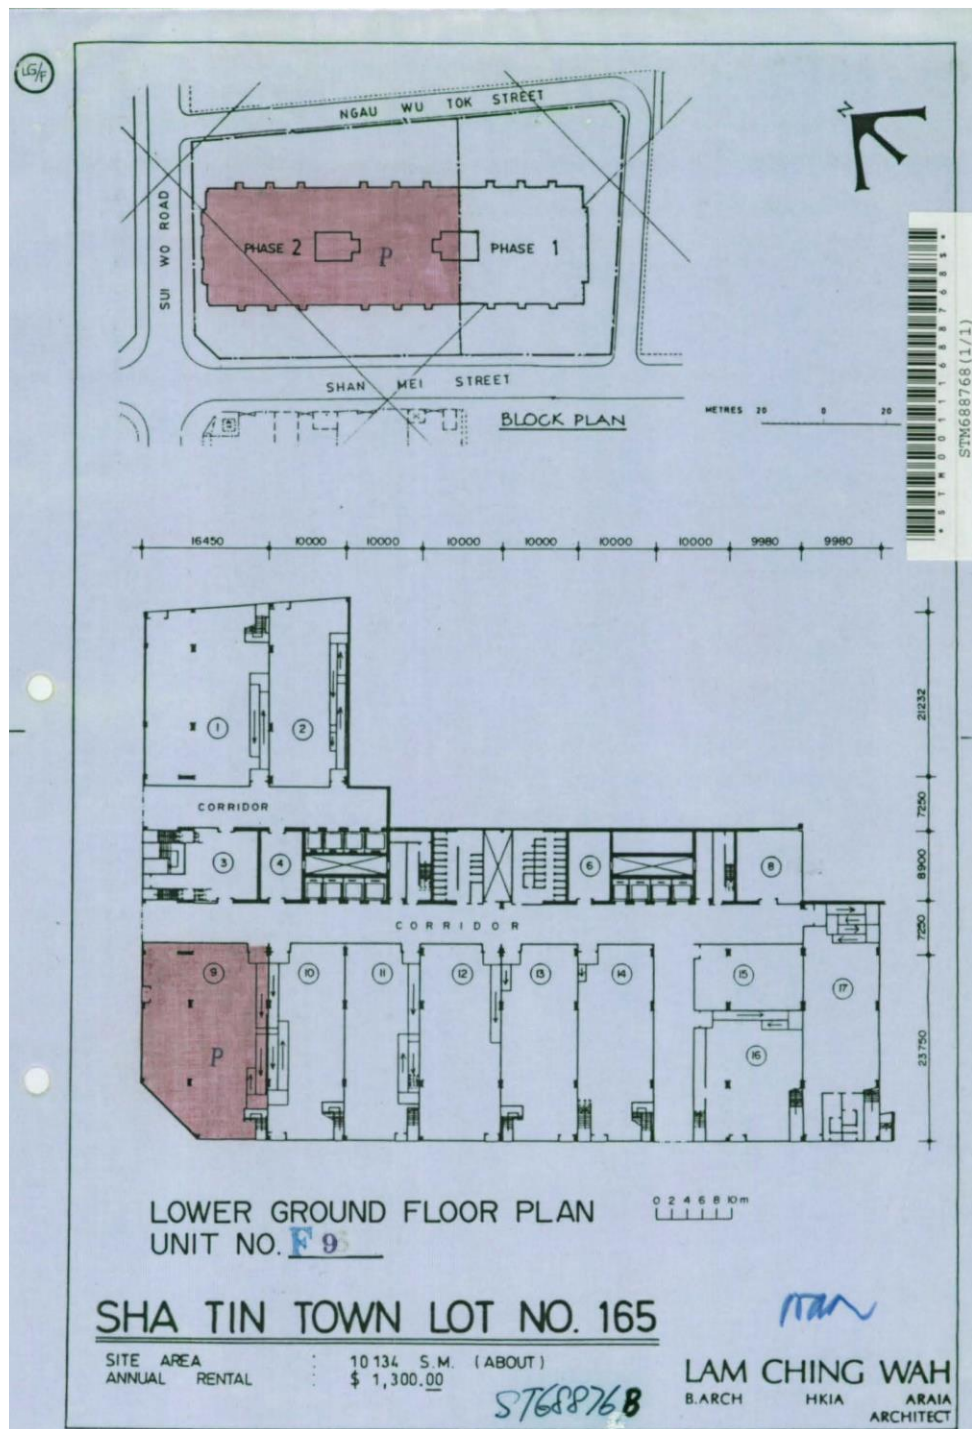 LG/F
NGAU WU TOK STREET
N
SUI WO ROAD
PHASE 2
P
PHASE 1
SHAN MEI STREET
BLOCK PLAN
METRES 20 0 20
*STM001168876S*
STM688768(1/1)
16450 10000 10000 10000 10000 10000 10000 9980 9980
21232
7250
8900
7250
23750
1
2
CORRIDOR
3
4
6
8
CORRIDOR
9
10
11
12
13
14
15
16
17
P
LOWER GROUND FLOOR PLAN
0 2 4 6 8 10m
UNIT NO. F 9
SHA TIN TOWN LOT NO. 165
SITE AREA : 10134 S.M. (ABOUT)
ANNUAL RENTAL : $ 1,300.00
ST68876B
LAM CHING WAH
B.ARCH HKIA ARAIA
ARCHITECT